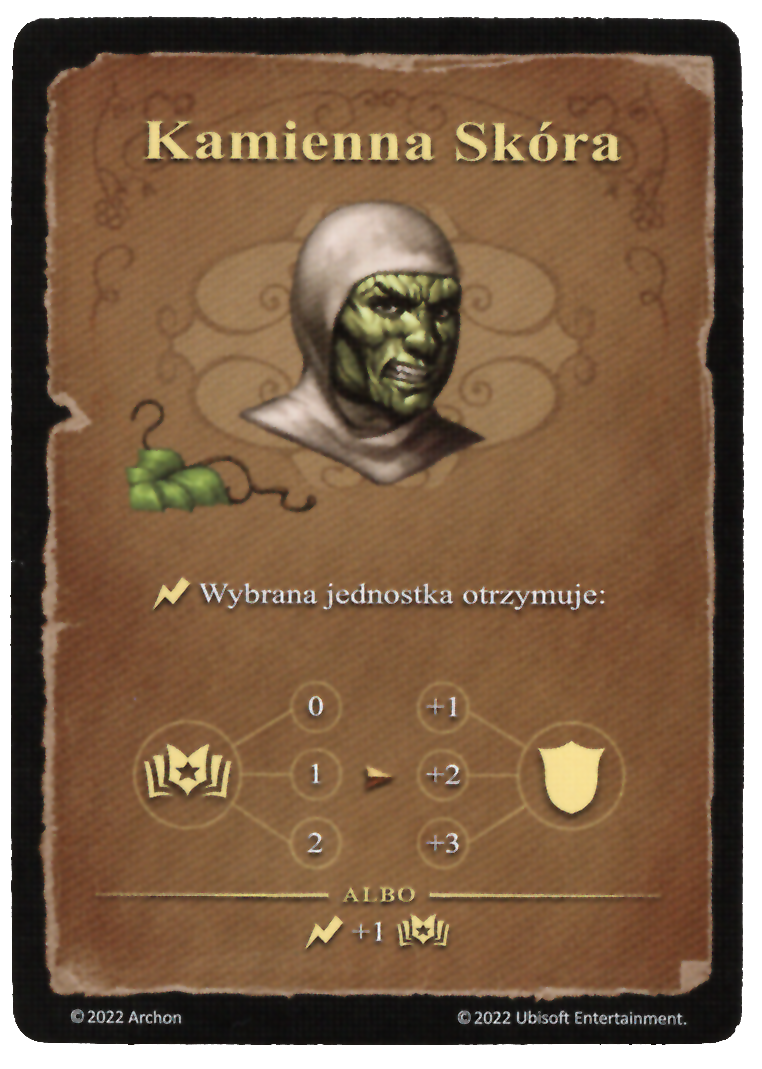 Kamienna Skóra
Wybrana jednostka otrzymuje:
0 +1
1 +2
2 +3
ALBO
+1
© 2022 Archon © 2022 Ubisoft Entertainment.